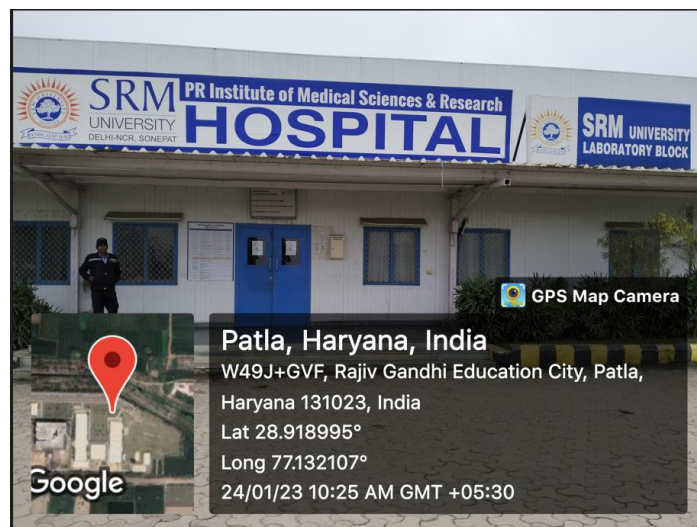 SRM
UNIVERSITY
DELHI-NCR, SONEPAT
PR Institute of Medical Sciences & Research
HOSPITAL
SRM UNIVERSITY
LABORATORY BLOCK
GPS Map Camera
Patla, Haryana, India
W49J+GVF, Rajiv Gandhi Education City, Patla,
Haryana 131023, India
Lat 28.918995°
Long 77.132107°
24/01/23 10:25 AM GMT +05:30
Google